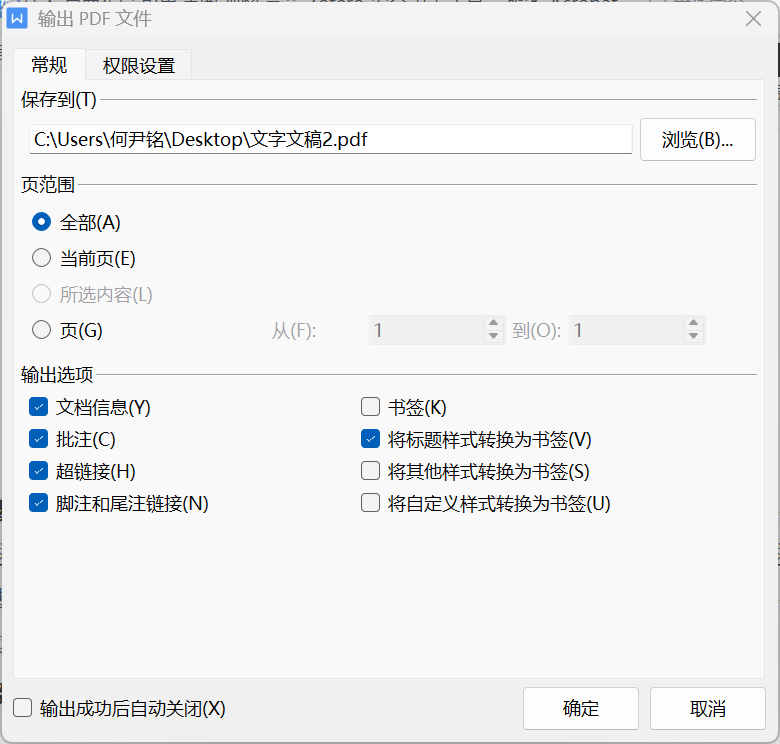 输出 PDF 文件
常规 权限设置
保存到(T)
C:\Users\何尹铭\Desktop\文字文稿2.pdf 浏览(B)...
页范围
全部(A)
当前页(E)
所选内容(L)
页(G) 从(F): 1 到(O): 1
输出选项
文档信息(Y) 书签(K)
批注(C) 将标题样式转换为书签(V)
超链接(H) 将其他样式转换为书签(S)
脚注和尾注链接(N) 将自定义样式转换为书签(U)
输出成功后自动关闭(X) 确定 取消